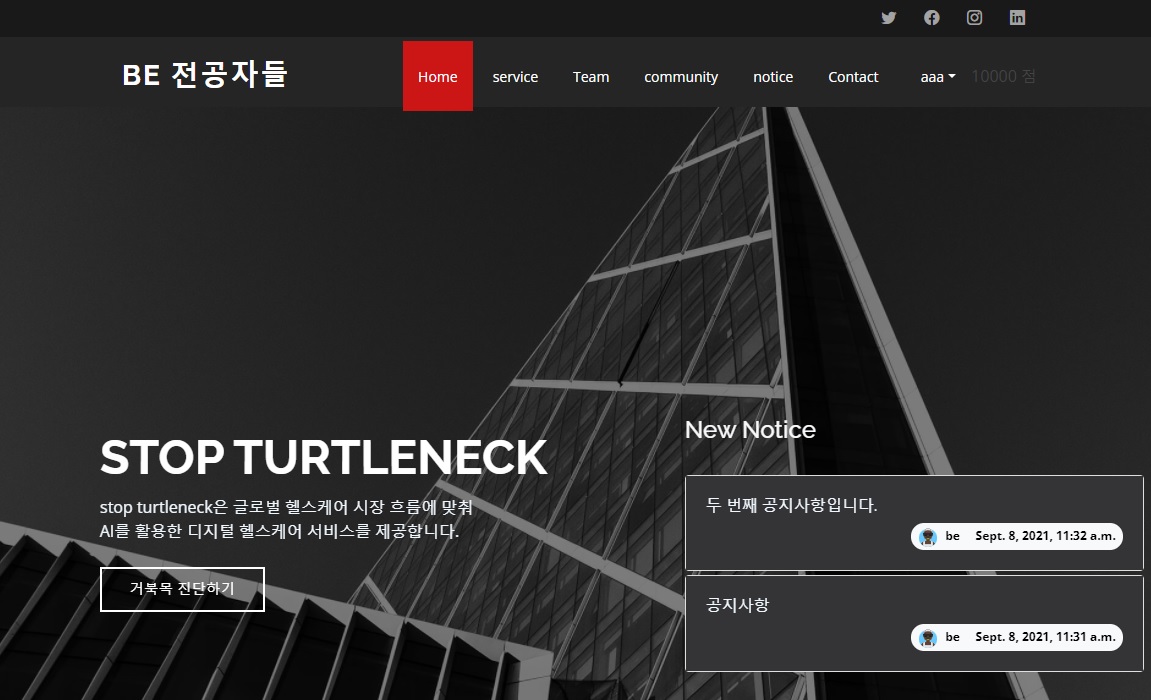 BE 전공자들
Home service Team community notice Contact aaa 10000 점
STOP TURTLENECK
stop turtleneck은 글로벌 헬스케어 시장 흐름에 맞춰
AI를 활용한 디지털 헬스케어 서비스를 제공합니다.
거북목 진단하기
New Notice
두 번째 공지사항입니다.
be Sept. 8, 2021, 11:32 a.m.
공지사항
be Sept. 8, 2021, 11:31 a.m.